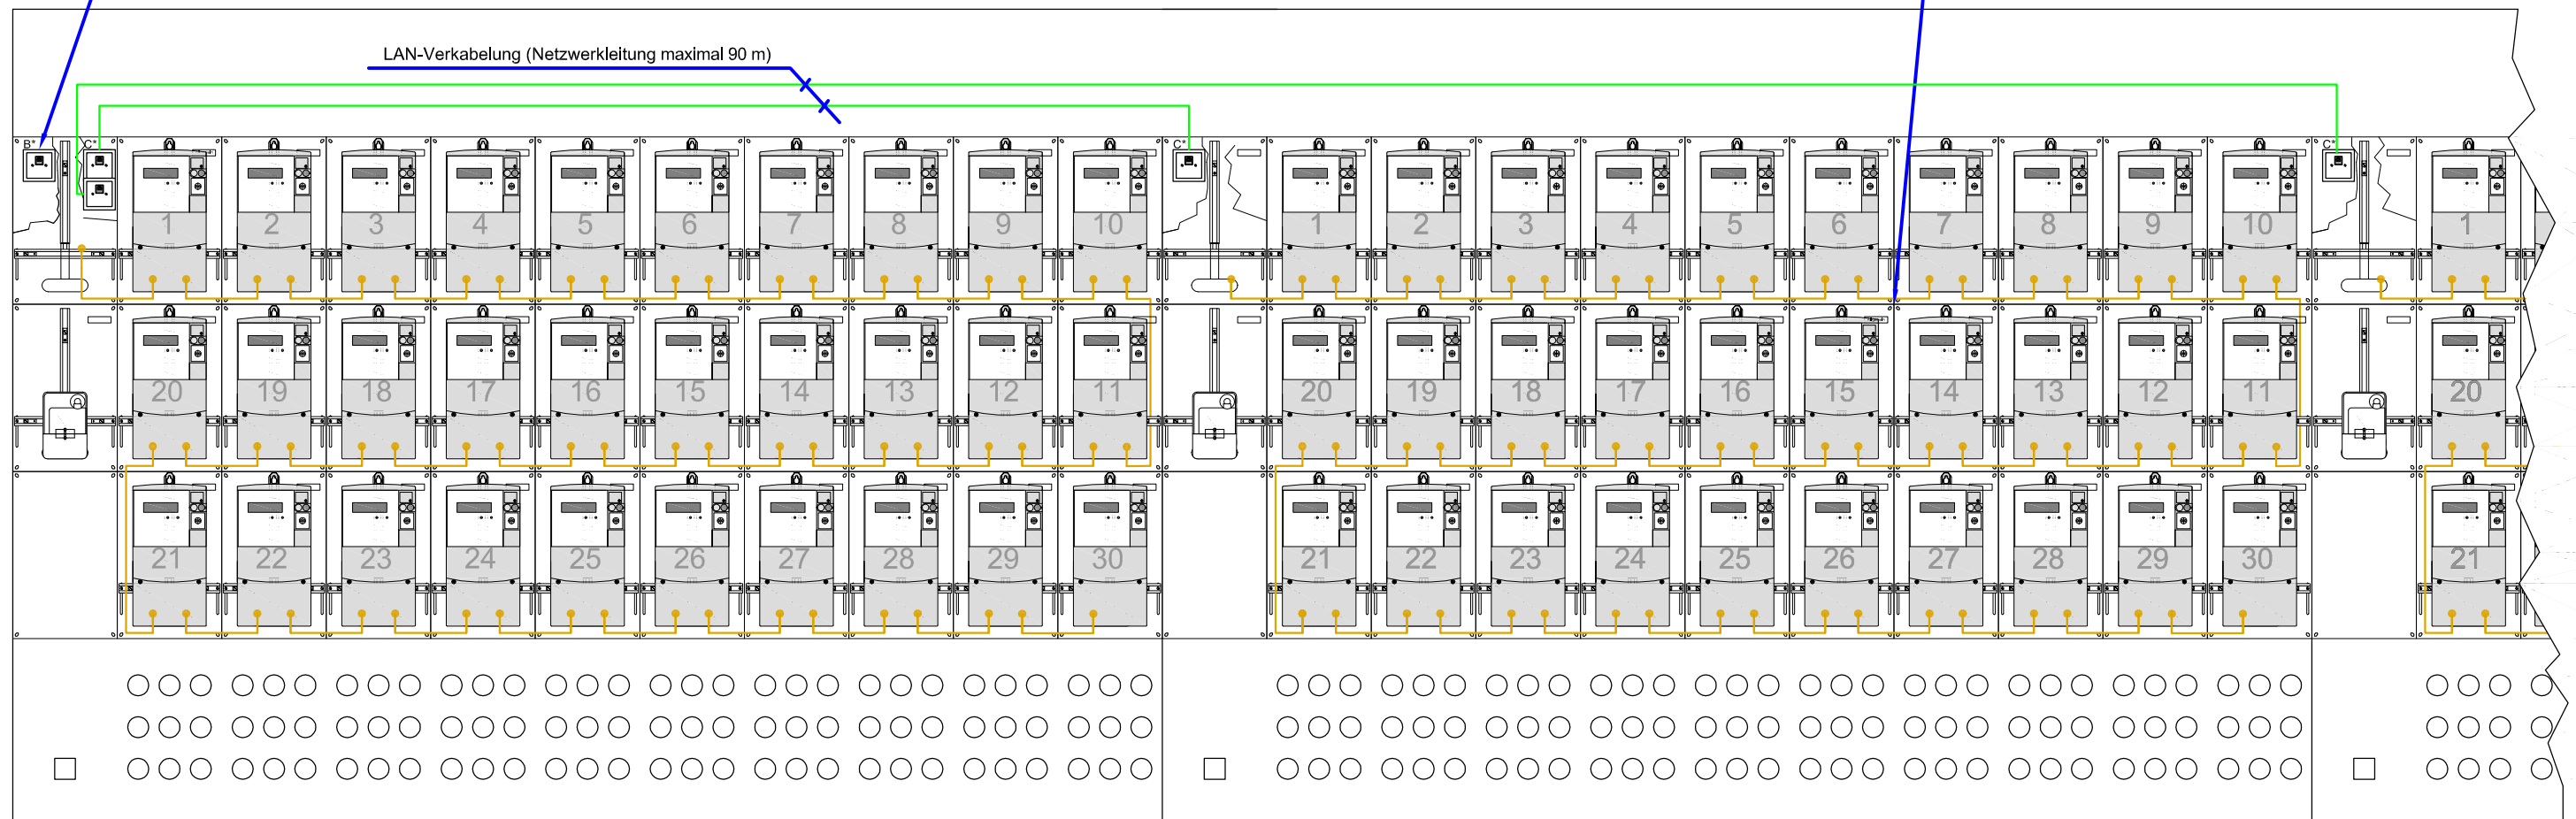 LAN-Verkabelung (Netzwerkleitung maximal 90 m)
B* C* C* C*
1 2 3 4 5 6 7 8 9 10 1 2 3 4 5 6 7 8 9 10 1
20 19 18 17 16 15 14 13 12 11 20 19 18 17 16 15 14 13 12 11 20
21 22 23 24 25 26 27 28 29 30 21 22 23 24 25 26 27 28 29 30 21